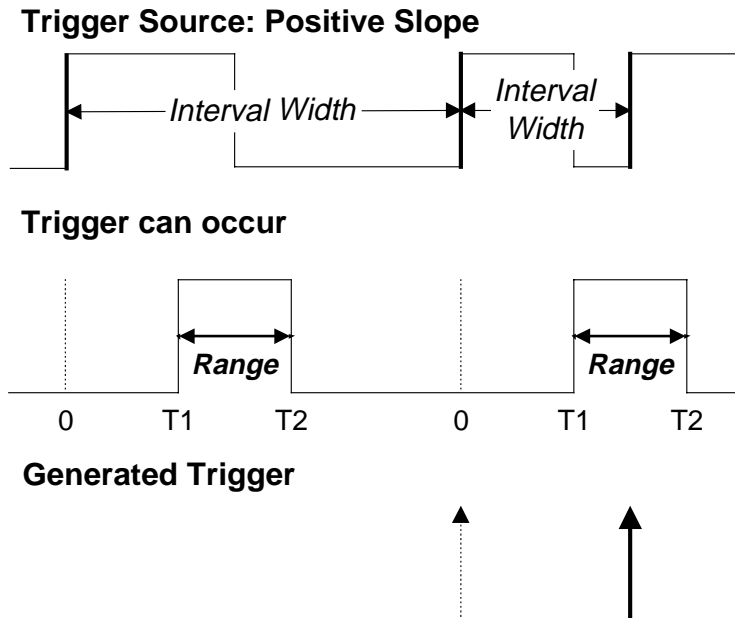 Trigger Source: Positive Slope
Interval Width
Interval
Width
Trigger can occur
Range
Range
0 T1 T2 0 T1 T2
Generated Trigger